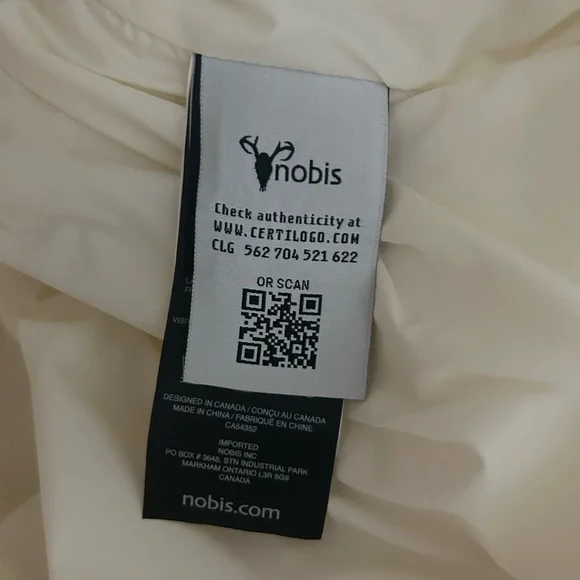 nobis
Check authenticity at
WWW.CERTILOGO.COM
CLG 562 704 521 622
OR SCAN
DESIGNED IN CANADA / CONÇU AU CANADA
MADE IN CHINA / FABRIQUÉ EN CHINE
CA54352
IMPORTED
NOBIS INC
PO BOX # 3648, STN INDUSTRIAL PARK
MARKHAM ONTARIO L3R 6G9
CANADA
nobis.com